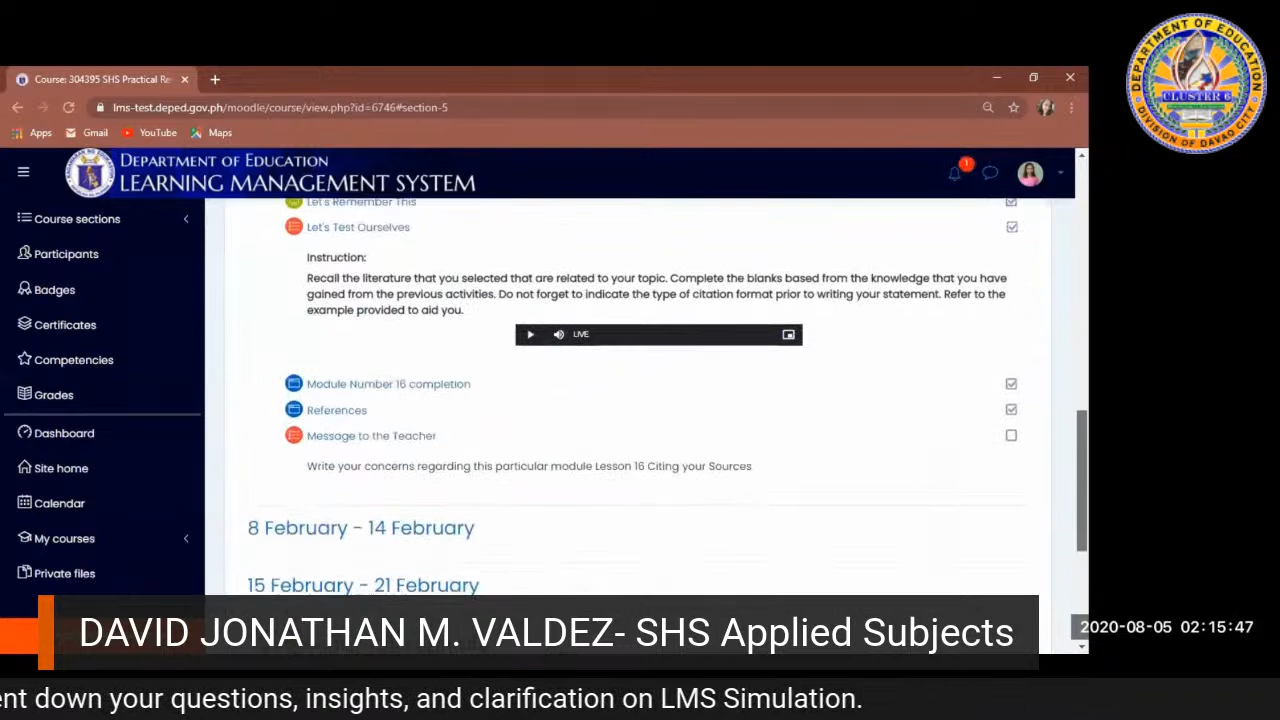 Course: 304395 SHS Practical Re
lms-test.deped.gov.ph/moodle/course/view.php?id=6746#section-5
Apps
Gmail
YouTube
Maps
DEPARTMENT OF EDUCATION
LEARNING MANAGEMENT SYSTEM
1
DEPARTMENT OF EDUCATION
CLUSTER 6
DIVISION OF DAVAO CITY
Course sections
Participants
Badges
Certificates
Competencies
Grades
Dashboard
Site home
Calendar
My courses
Private files
Let's Remember This
Let's Test Ourselves
Instruction:
Recall the literature that you selected that are related to your topic. Complete the blanks based from the knowledge that you have
gained from the previous activities. Do not forget to indicate the type of citation format prior to writing your statement. Refer to the
example provided to aid you.
LIVE
Module Number 16 completion
References
Message to the Teacher
Write your concerns regarding this particular module Lesson 16 Citing your Sources
8 February - 14 February
15 February - 21 February
DAVID JONATHAN M. VALDEZ- SHS Applied Subjects
2020-08-05 02:15:47
ent down your questions, insights, and clarification on LMS Simulation.